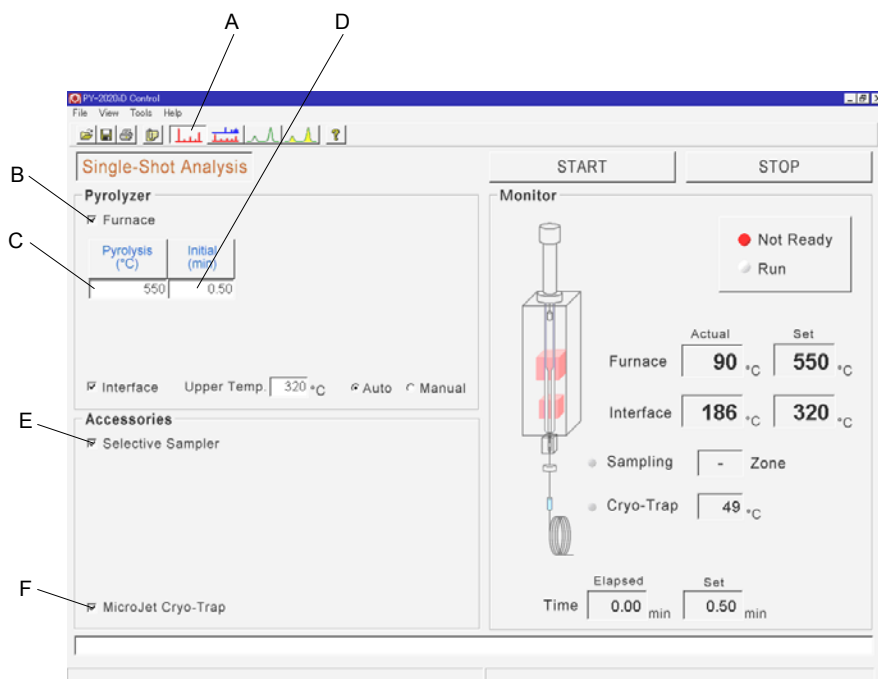 A
D
PY-2020iD Control
File View Tools Help
?
Single-Shot Analysis
START
STOP
B
Pyrolyzer
Monitor
Furnace
C
Pyrolysis
(°C)
Initial
(min)
550
0.50
Not Ready
Run
Actual
Set
Furnace
90 °C
550 °C
Interface
Upper Temp. 320 °C
Auto
Manual
Interface
186 °C
320 °C
Accessories
E
Selective Sampler
Sampling
- Zone
Cryo-Trap
49 °C
F
MicroJet Cryo-Trap
Elapsed
Set
Time 0.00 min
0.50 min